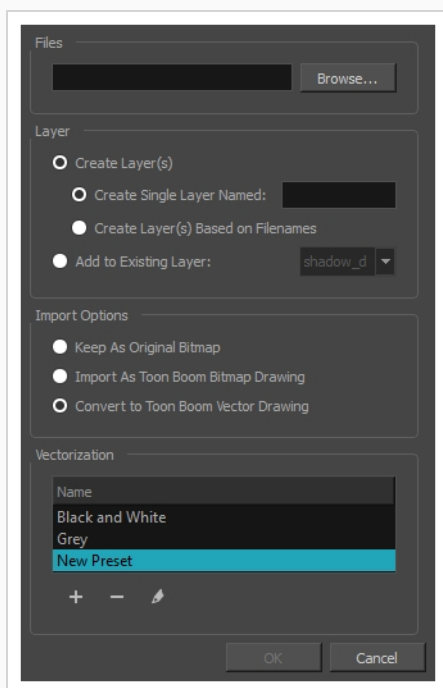 Files
Browse...
Layer
Create Layer(s)
Create Single Layer Named:
Create Layer(s) Based on Filenames
Add to Existing Layer: shadow_d
Import Options
Keep As Original Bitmap
Import As Toon Boom Bitmap Drawing
Convert to Toon Boom Vector Drawing
Vectorization
Name
Black and White
Grey
New Preset
OK Cancel